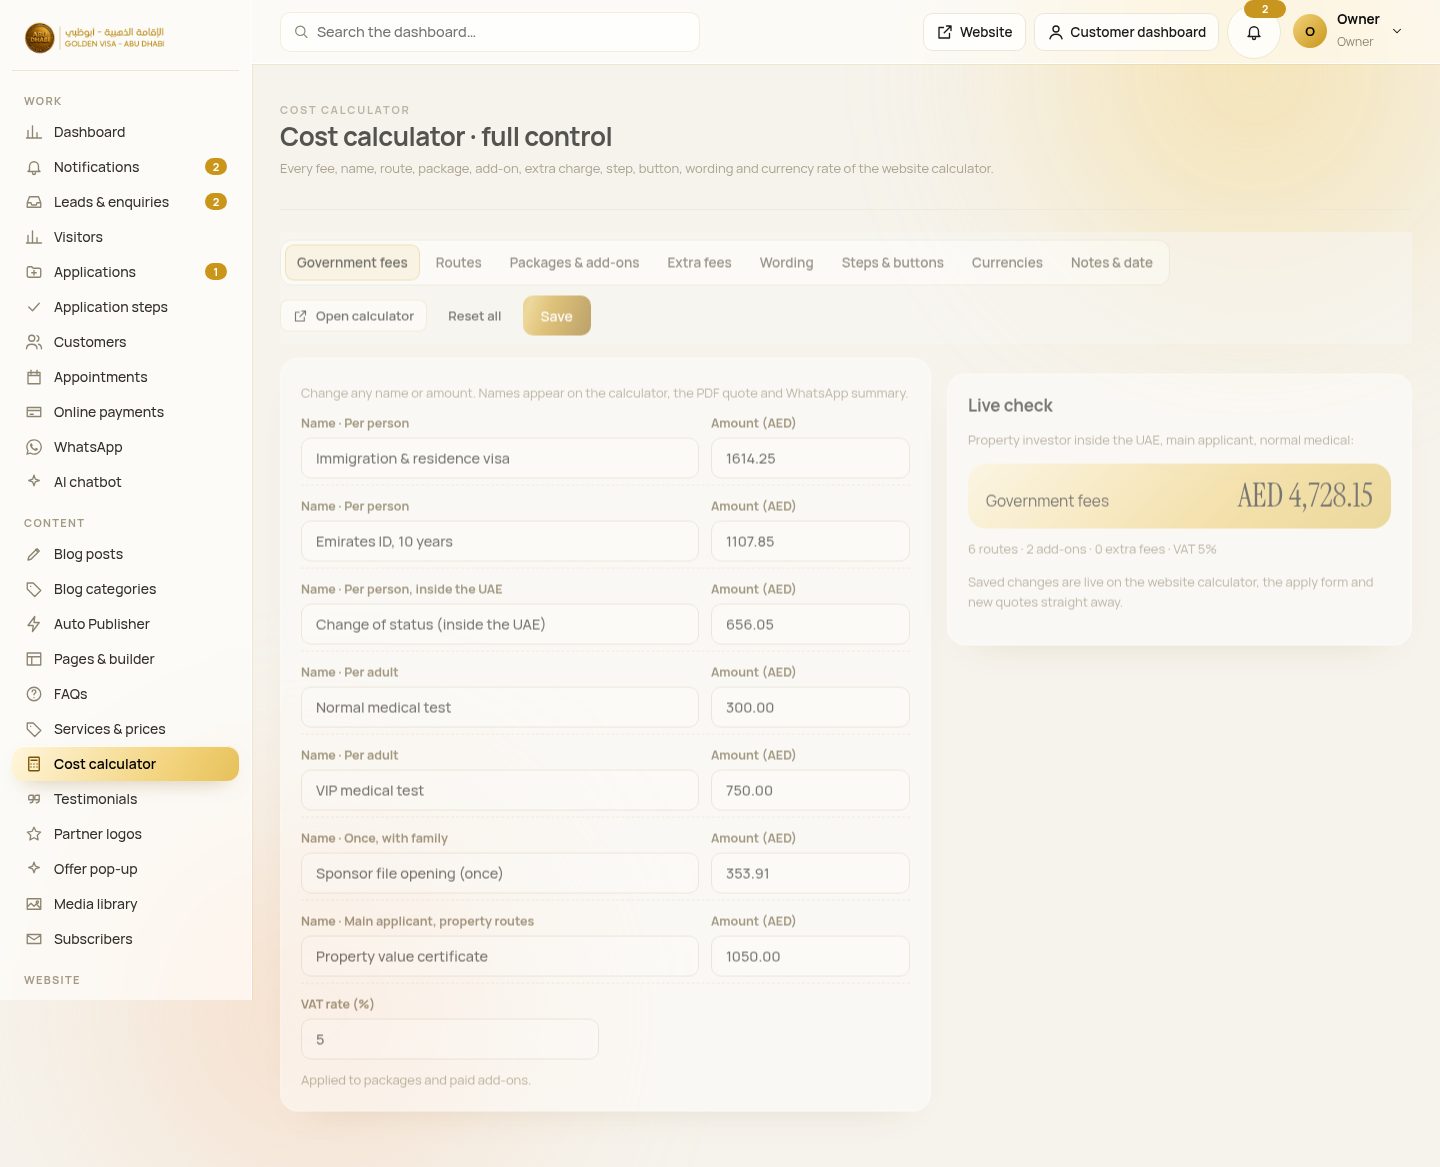 الإقامة الذهبية - ابوظبي
GOLDEN VISA - ABU DHABI
ABU DHABI
Search the dashboard...
Website
Customer dashboard
2
O
Owner
Owner
WORK
Dashboard
Notifications 2
Leads & enquiries 2
Visitors
Applications 1
Application steps
Customers
Appointments
Online payments
WhatsApp
AI chatbot
CONTENT
Blog posts
Blog categories
Auto Publisher
Pages & builder
FAQs
Services & prices
Cost calculator
Testimonials
Partner logos
Offer pop-up
Media library
Subscribers
WEBSITE
COST CALCULATOR
Cost calculator · full control
Every fee, name, route, package, add-on, extra charge, step, button, wording and currency rate of the website calculator.
Government fees Routes Packages & add-ons Extra fees Wording Steps & buttons Currencies Notes & date
Open calculator Reset all Save
Change any name or amount. Names appear on the calculator, the PDF quote and WhatsApp summary.
Name · Per person Amount (AED)
Immigration & residence visa 1614.25
Name · Per person Amount (AED)
Emirates ID, 10 years 1107.85
Name · Per person, inside the UAE Amount (AED)
Change of status (inside the UAE) 656.05
Name · Per adult Amount (AED)
Normal medical test 300.00
Name · Per adult Amount (AED)
VIP medical test 750.00
Name · Once, with family Amount (AED)
Sponsor file opening (once) 353.91
Name · Main applicant, property routes Amount (AED)
Property value certificate 1050.00
VAT rate (%)
5
Applied to packages and paid add-ons.
Live check
Property investor inside the UAE, main applicant, normal medical:
Government fees AED 4,728.15
6 routes · 2 add-ons · 0 extra fees · VAT 5%
Saved changes are live on the website calculator, the apply form and
new quotes straight away.